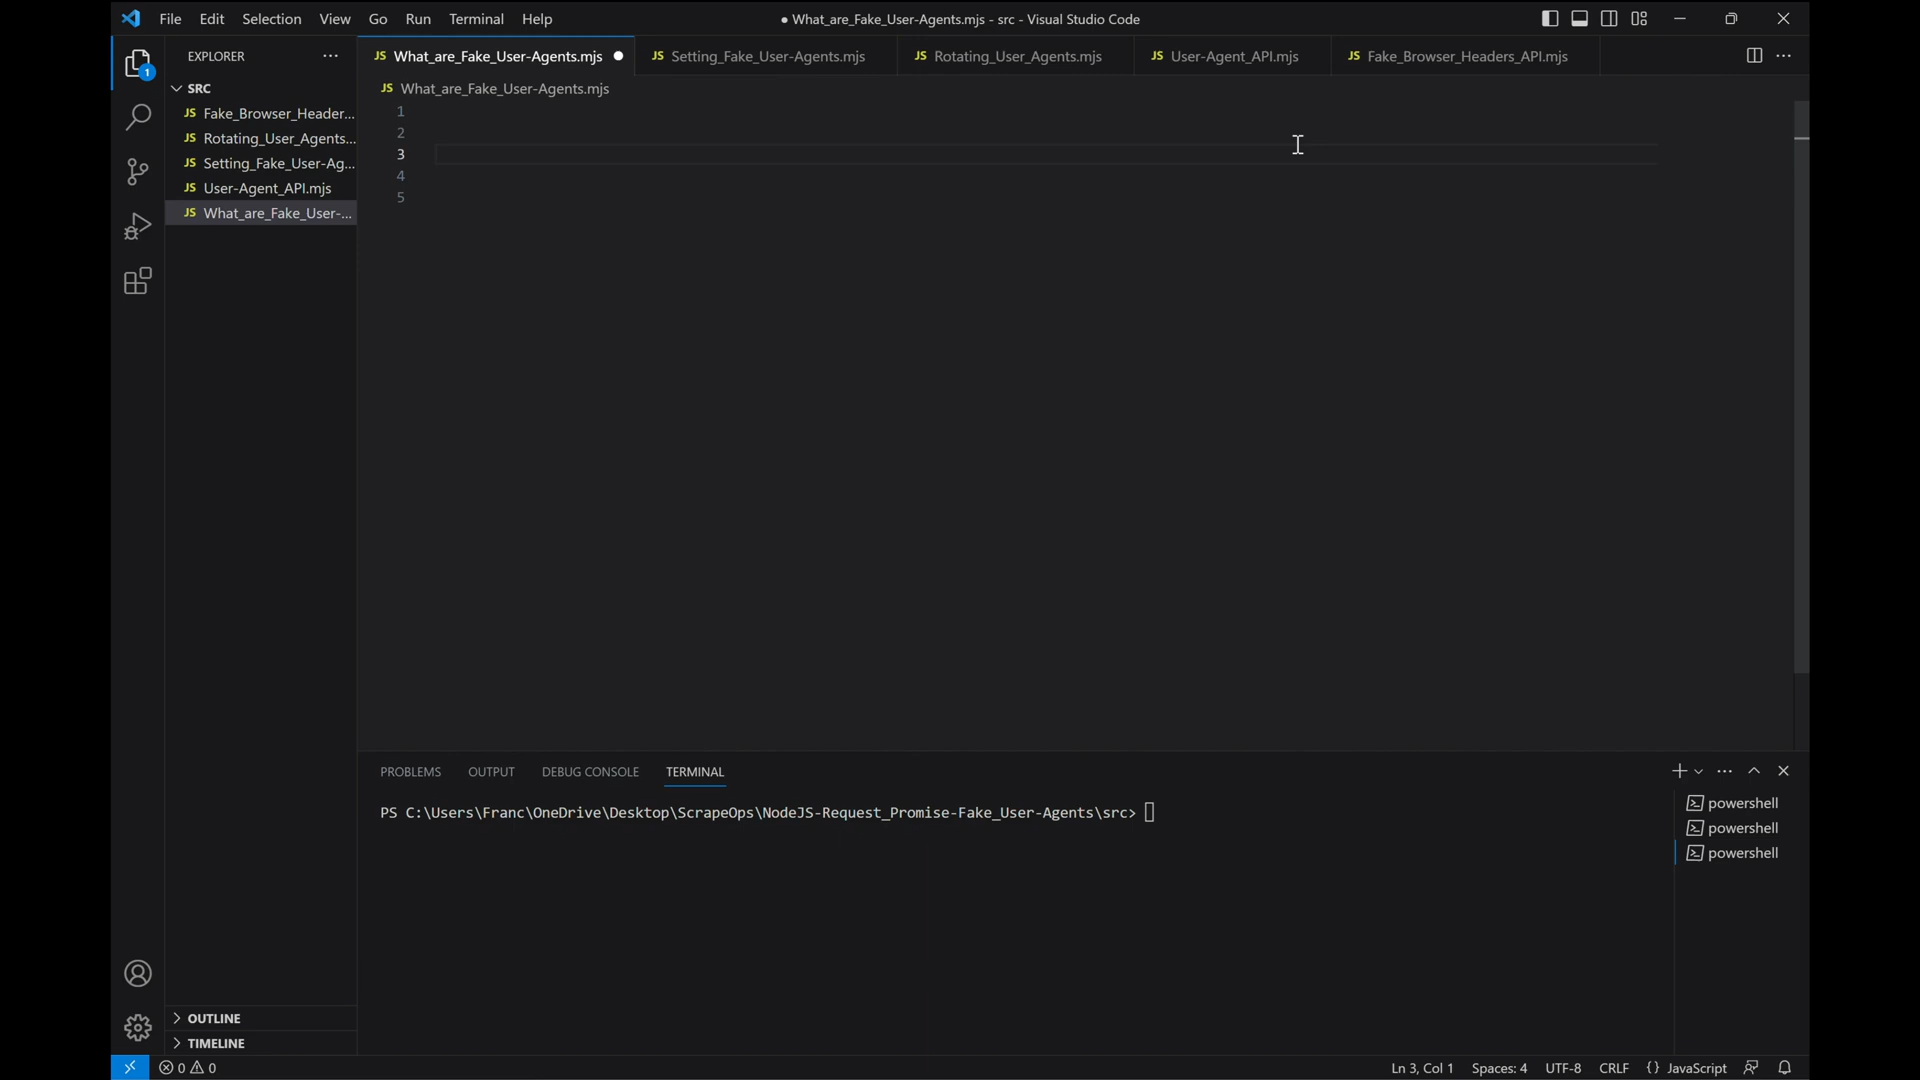 File Edit Selection View Go Run Terminal Help
● What_are_Fake_User-Agents.mjs - src - Visual Studio Code
EXPLORER
JS What_are_Fake_User-Agents.mjs
JS Setting_Fake_User-Agents.mjs
JS Rotating_User_Agents.mjs
JS User-Agent_API.mjs
JS Fake_Browser_Headers_API.mjs
1
SRC
JS Fake_Browser_Header...
JS Rotating_User_Agents...
JS Setting_Fake_User-Ag...
JS User-Agent_API.mjs
JS What_are_Fake_User-...
JS What_are_Fake_User-Agents.mjs
1
2
3
4
5
PROBLEMS OUTPUT DEBUG CONSOLE TERMINAL
PS C:\Users\Franc\OneDrive\Desktop\ScrapeOps\NodeJS-Request_Promise-Fake_User-Agents\src>
powershell
powershell
powershell
OUTLINE
TIMELINE
0 0
Ln 3, Col 1 Spaces: 4 UTF-8 CRLF {} JavaScript